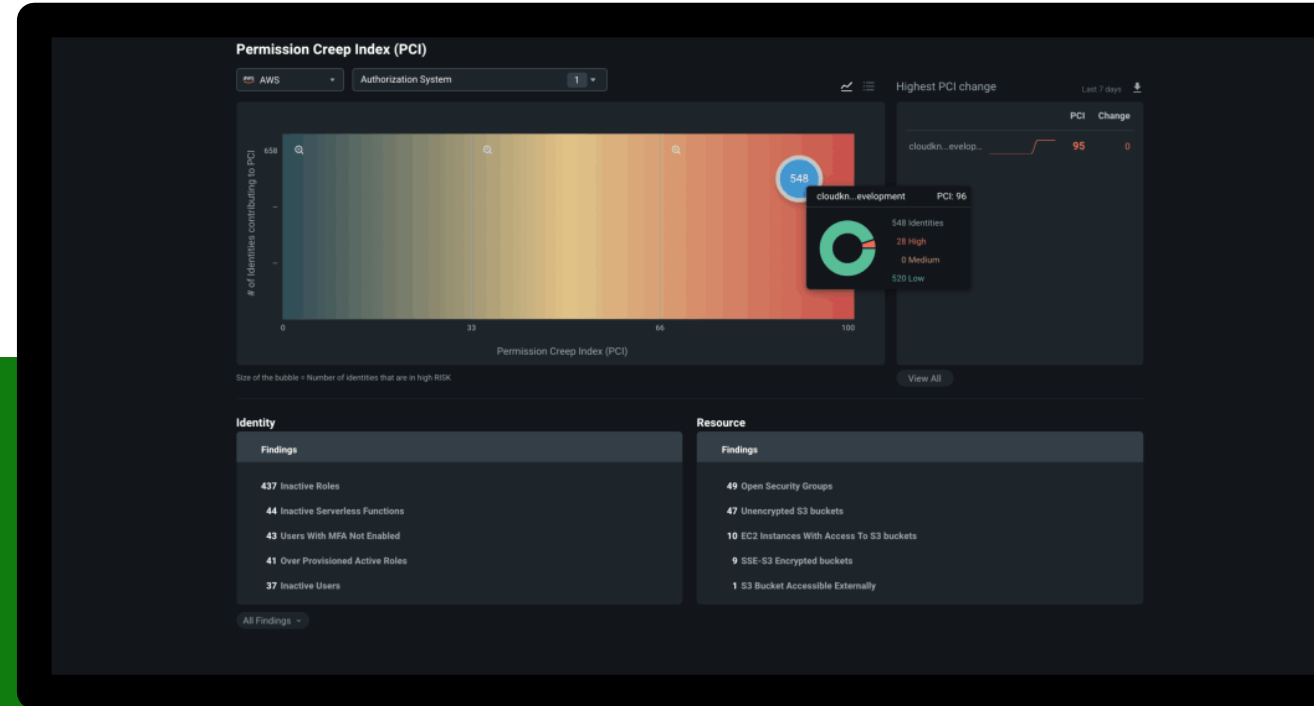 Permission Creep Index (PCI)
aws AWS
Authorization System 1
Highest PCI change Last 7 days
PCI Change
cloudkn...evelop... 95 0
# of Identities contributing to PCI
658
548
cloudkn...evelopment PCI: 96
548 Identities
28 High
0 Medium
520 Low
0 33 66 100
Permission Creep Index (PCI)
Size of the bubble = Number of identities that are in high RISK
View All
Identity
Findings
437 Inactive Roles
44 Inactive Serverless Functions
43 Users With MFA Not Enabled
41 Over Provisioned Active Roles
37 Inactive Users
All Findings
Resource
Findings
49 Open Security Groups
47 Unencrypted S3 buckets
10 EC2 Instances With Access To S3 buckets
9 SSE-S3 Encrypted buckets
1 S3 Bucket Accessible Externally